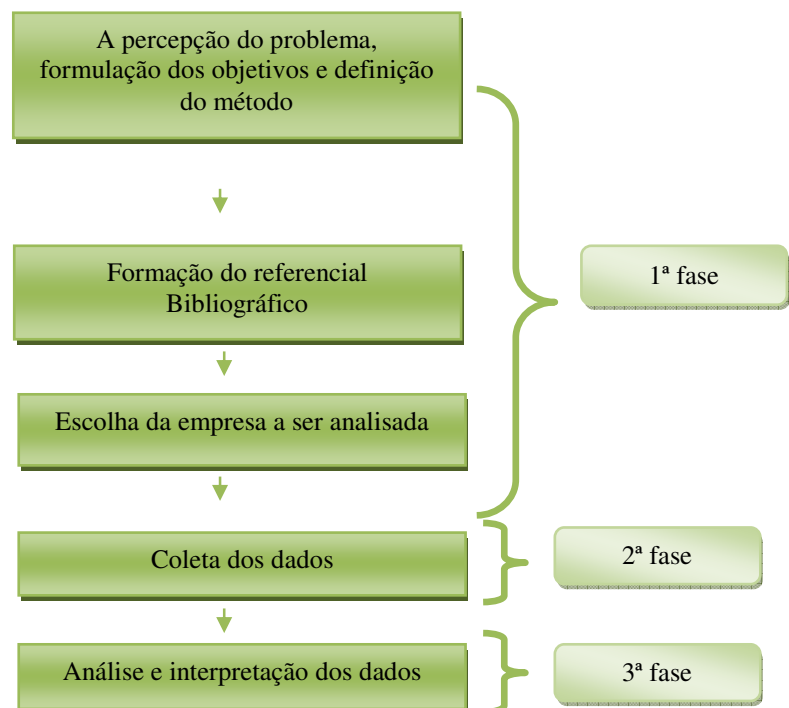 A percepção do problema,
formulação dos objetivos e definição
do método
Formação do referencial
Bibliográfico
1ª fase
Escolha da empresa a ser analisada
Coleta dos dados
2ª fase
Análise e interpretação dos dados
3ª fase